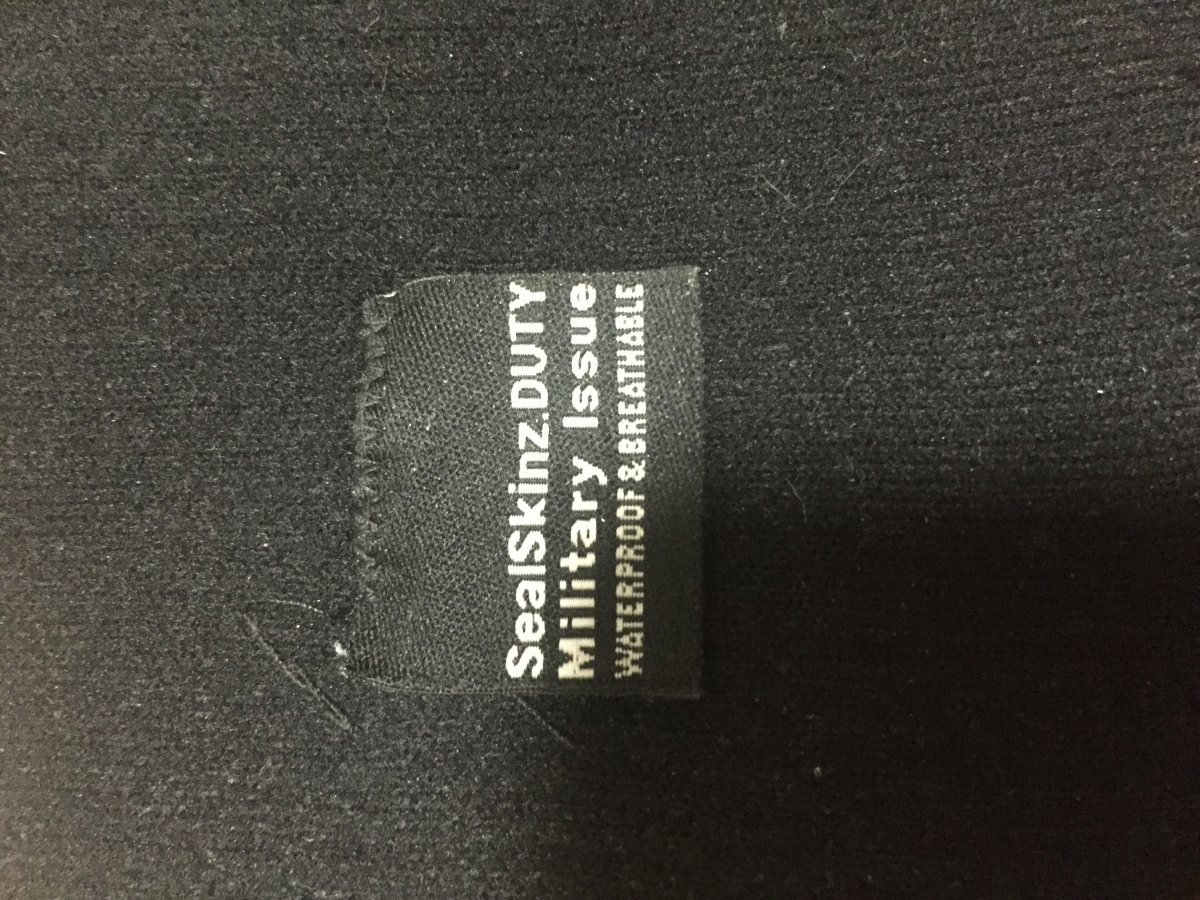 SealSkinz.DUTY
Military Issue
WATERPROOF & BREATHABLE